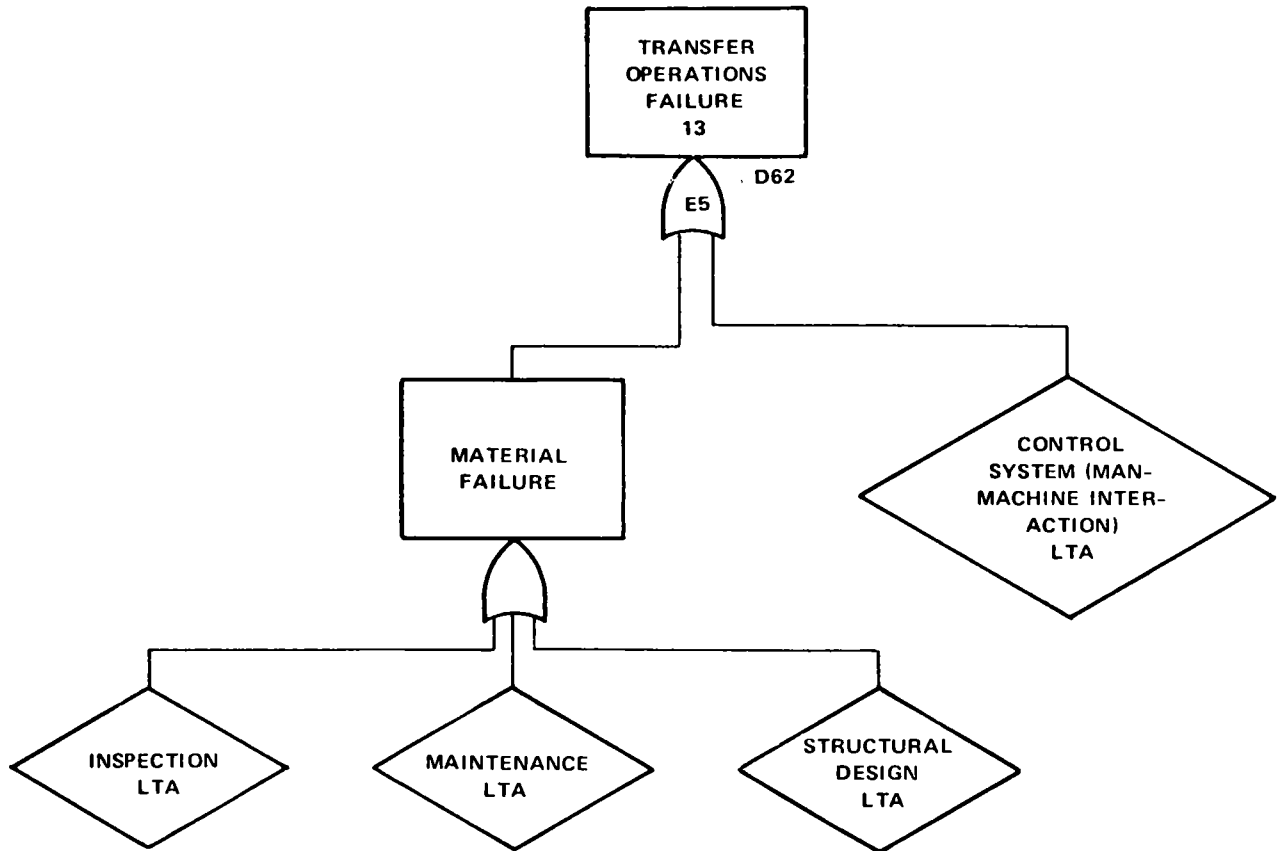 TRANSFER
OPERATIONS
FAILURE
13
D62
E5
MATERIAL
FAILURE
CONTROL
SYSTEM (MAN-
MACHINE INTER-
ACTION)
LTA
INSPECTION
LTA
MAINTENANCE
LTA
STRUCTURAL
DESIGN
LTA